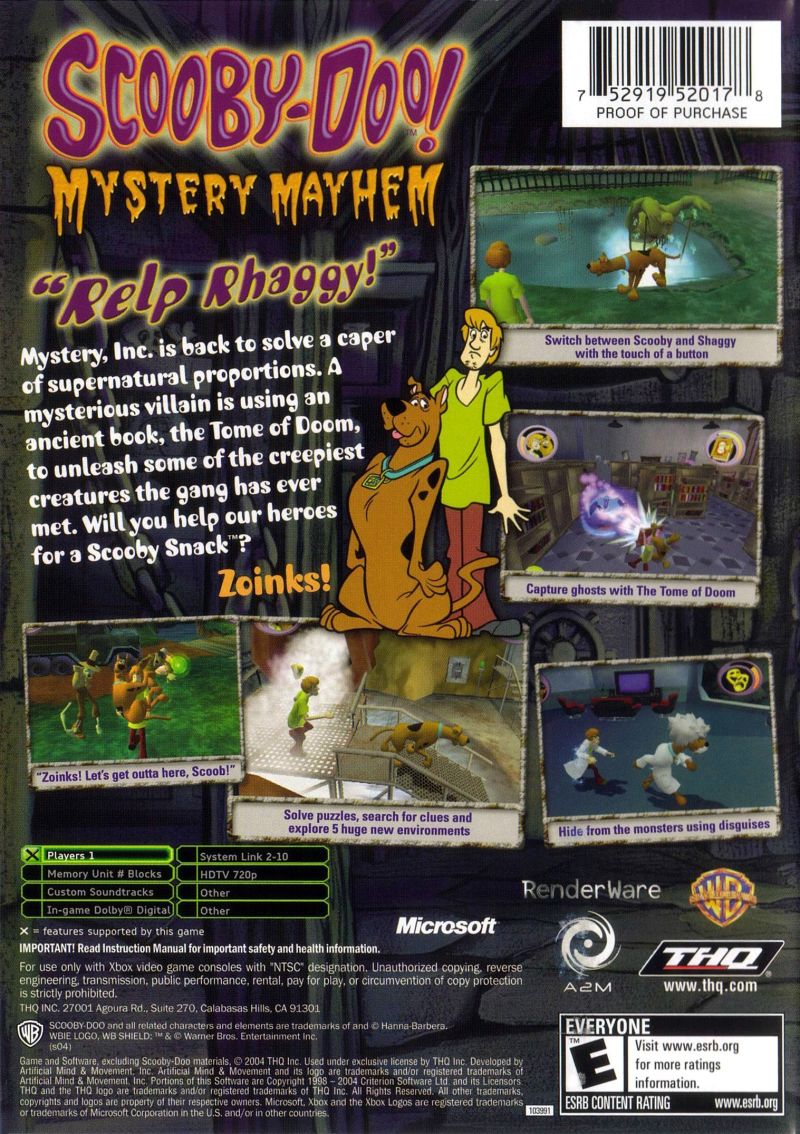 SCOOBY-DOO!
TM
MYSTERY MAYHEM
7 52919 52017 8
PROOF OF PURCHASE
"Relp Rhaggy!"
Mystery, Inc. is back to solve a caper
of supernatural proportions. A
mysterious villain is using an
ancient book, the Tome of Doom,
to unleash some of the creepiest
creatures the gang has ever
met. Will you help our heroes
for a Scooby Snack™?
Zoinks!
Switch between Scooby and Shaggy
with the touch of a button
Capture ghosts with The Tome of Doom
"Zoinks! Let's get outta here, Scoob!"
Solve puzzles, search for clues and
explore 5 huge new environments
Hide from the monsters using disguises
X Players 1
System Link 2-10
Memory Unit # Blocks
HDTV 720p
Custom Soundtracks
Other
In-game Dolby® Digital
Other
X = features supported by this game
RenderWare
WB
Microsoft
A2M
THQ®
www.thq.com
IMPORTANT! Read Instruction Manual for important safety and health information.
For use only with Xbox video game consoles with "NTSC" designation. Unauthorized copying, reverse
engineering, transmission, public performance, rental, pay for play, or circumvention of copy protection
is strictly prohibited.
THQ INC. 27001 Agoura Rd., Suite 270, Calabasas Hills, CA 91301
WB
SCOOBY-DOO and all related characters and elements are trademarks of and © Hanna-Barbera.
WBIE LOGO, WB SHIELD: ™ & © Warner Bros. Entertainment Inc.
(s04)
Game and Software, excluding Scooby-Doo materials, © 2004 THQ Inc. Used under exclusive license by THQ Inc. Developed by
Artificial Mind & Movement, Inc. Artificial Mind & Movement and its logo are trademarks and/or registered trademarks of
Artificial Mind & Movement, Inc. Portions of this Software are Copyright 1998 – 2004 Criterion Software Ltd. and its Licensors
THQ and the THQ logo are trademarks and/or registered trademarks of THQ Inc. All Rights Reserved. All other trademarks,
copyrights and logos are property of their respective owners. Microsoft, Xbox and the Xbox Logos are registered trademarks
or trademarks of Microsoft Corporation in the U.S. and/or in other countries.
103991
EVERYONE
TM
E
Visit www.esrb.org
for more ratings
information.
ESRB CONTENT RATING
www.esrb.org